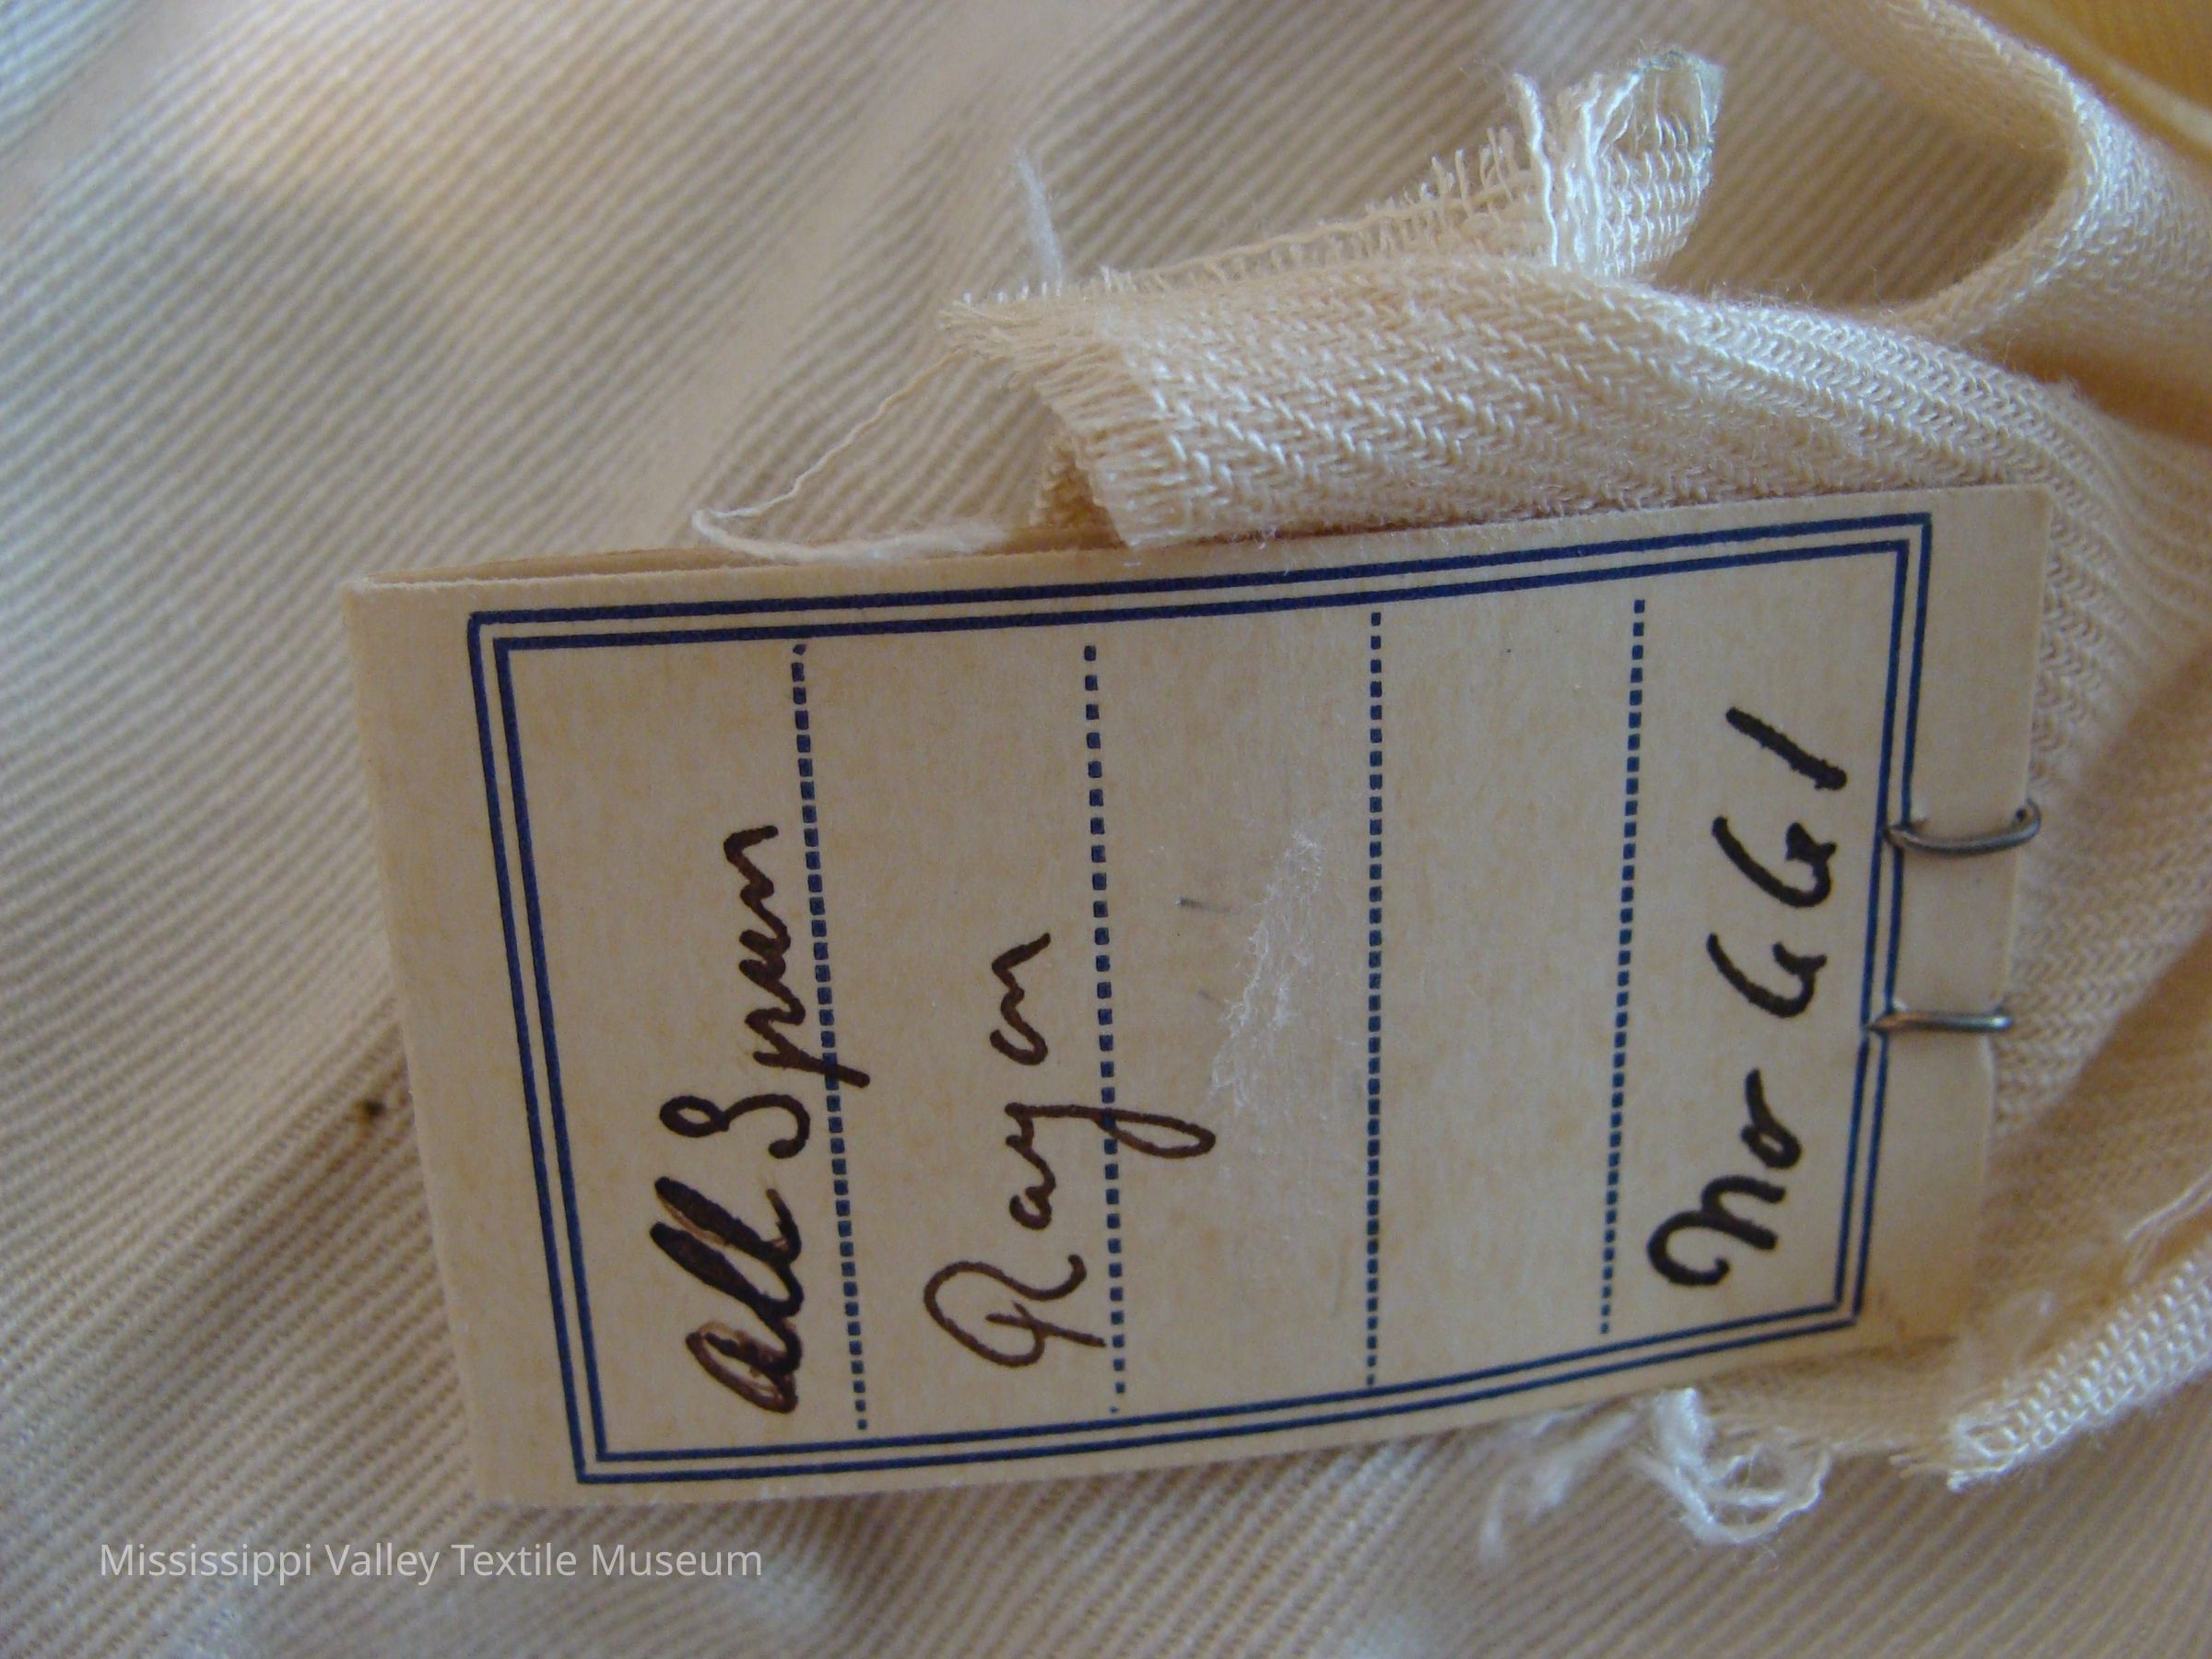 All Spun
Rayon
No 661
Mississippi Valley Textile Museum